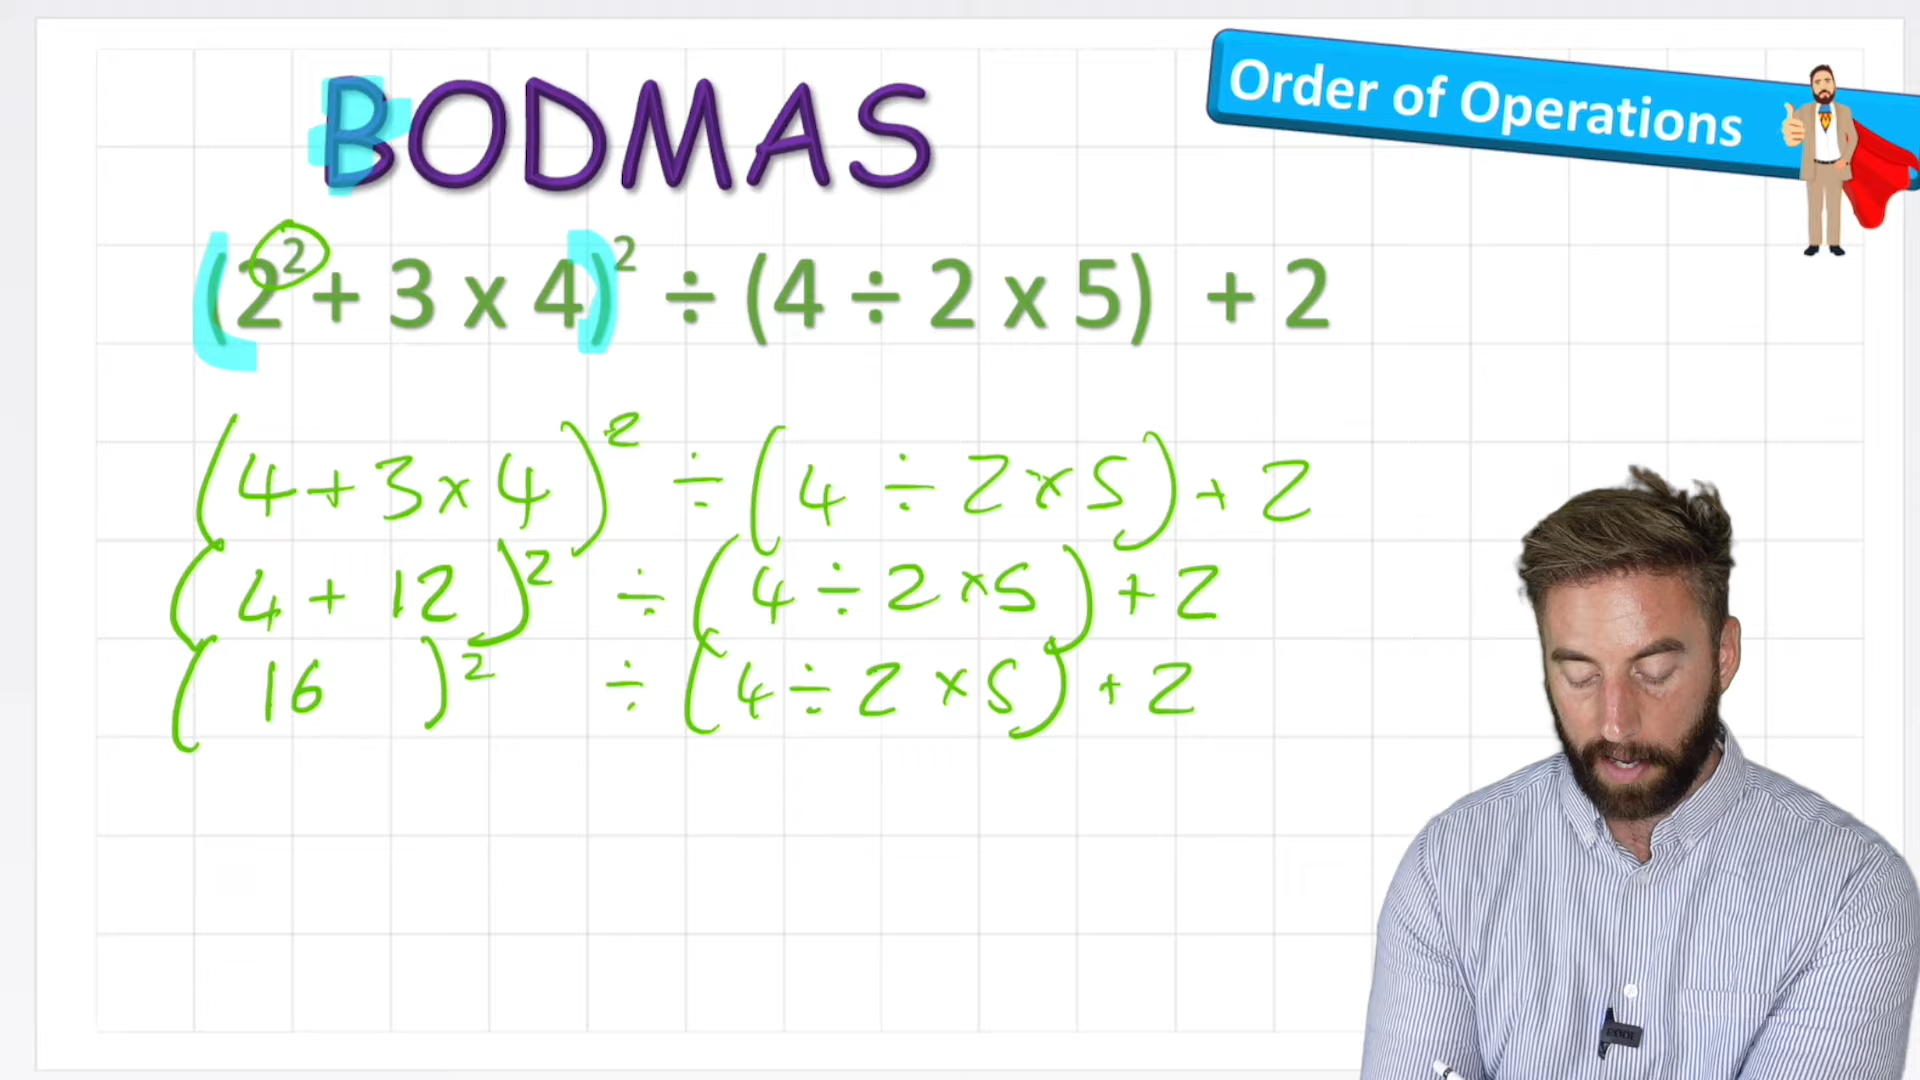 BODMAS
Order of Operations
(2² + 3 x 4)² ÷ (4 ÷ 2 x 5) + 2
(4 + 3 x 4)² ÷ (4 ÷ 2 x 5) + 2
(4 + 12)² ÷ (4 ÷ 2 x 5) + 2
(16)² ÷ (4 ÷ 2 x 5) + 2